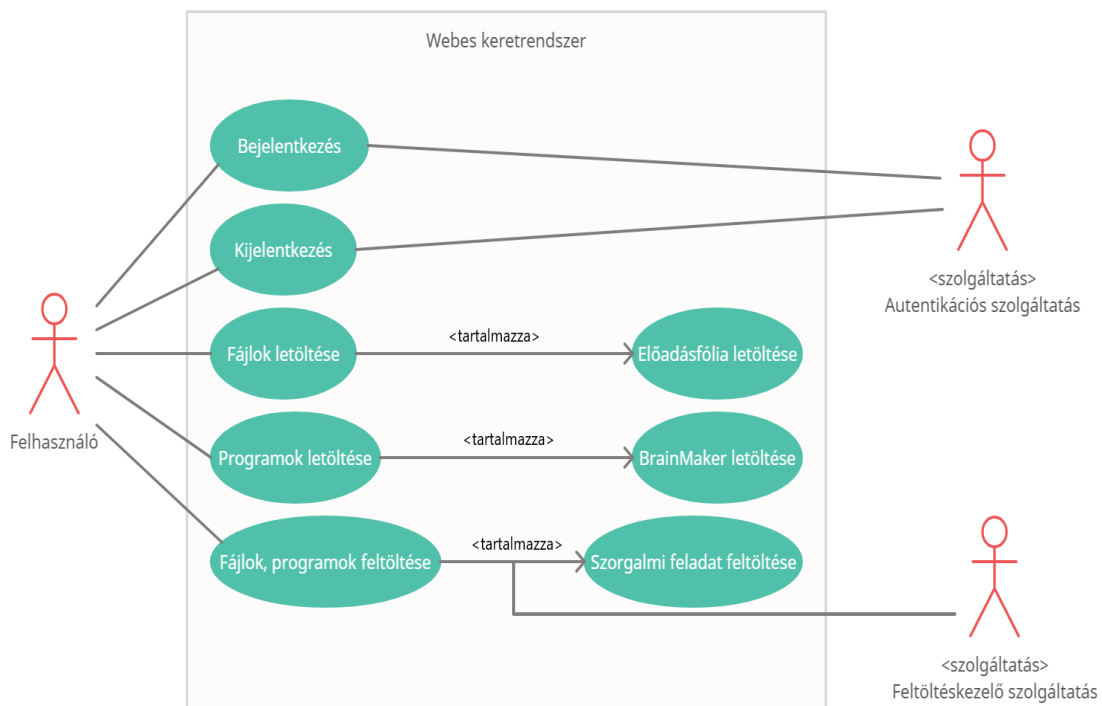 Webes keretrendszer
Bejelentkezés
Kijelentkezés
<szolgáltatás>
Autentikációs szolgáltatás
Fájlok letöltése
<tartalmazza>
Előadásfólia letöltése
Felhasználó
Programok letöltése
<tartalmazza>
BrainMaker letöltése
Fájlok, programok feltöltése
<tartalmazza>
Szorgalmi feladat feltöltése
<szolgáltatás>
Feltöltéskezelő szolgáltatás